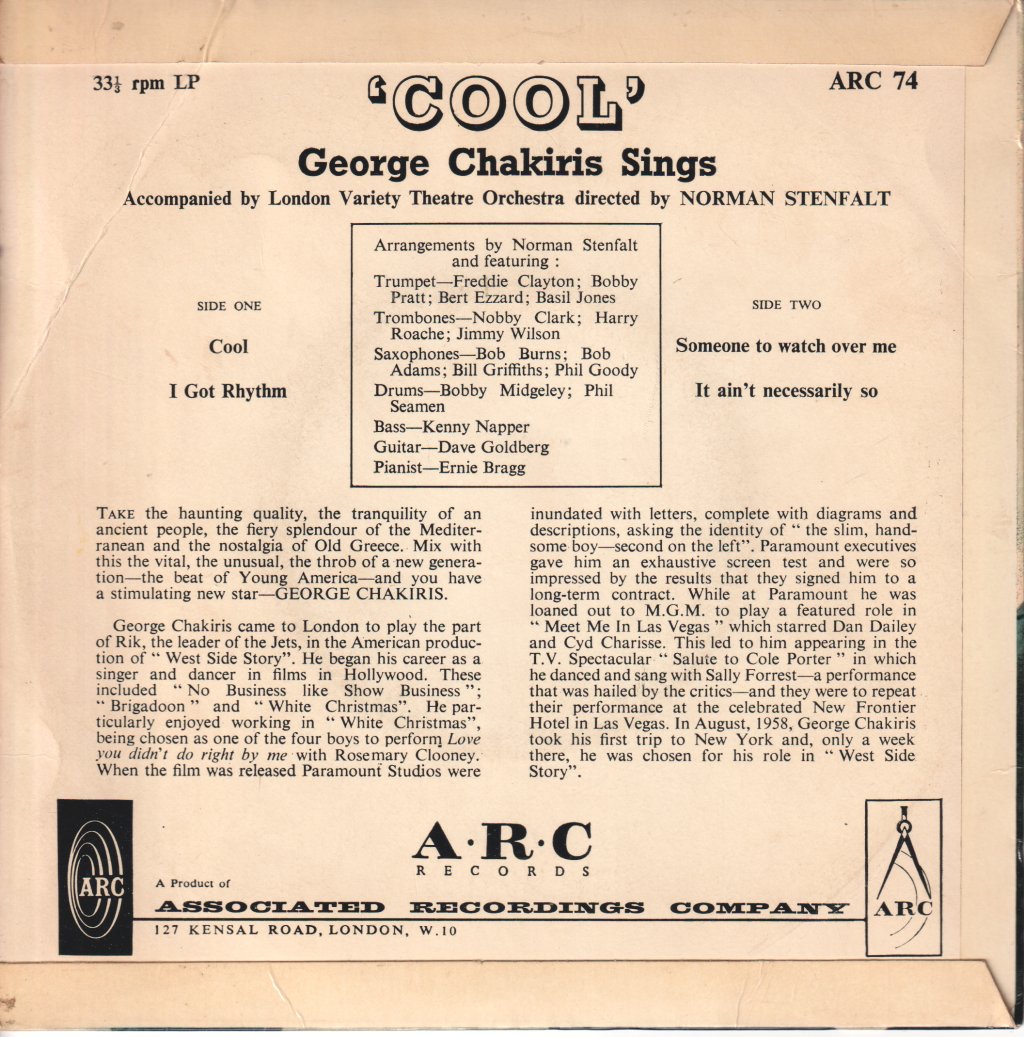 33⅓ rpm LP
'COOL'
ARC 74
George Chakiris Sings
Accompanied by London Variety Theatre Orchestra directed by NORMAN STENFALT
SIDE ONE
Cool
I Got Rhythm
Arrangements by Norman Stenfalt
and featuring :
Trumpet—Freddie Clayton; Bobby
Pratt; Bert Ezzard; Basil Jones
Trombones—Nobby Clark; Harry
Roache; Jimmy Wilson
Saxophones—Bob Burns; Bob
Adams; Bill Griffiths; Phil Goody
Drums—Bobby Midgeley; Phil
Seamen
Bass—Kenny Napper
Guitar—Dave Goldberg
Pianist—Ernie Bragg
SIDE TWO
Someone to watch over me
It ain't necessarily so
TAKE the haunting quality, the tranquility of an
ancient people, the fiery splendour of the Mediter-
ranean and the nostalgia of Old Greece. Mix with
this the vital, the unusual, the throb of a new genera-
tion—the beat of Young America—and you have
a stimulating new star—GEORGE CHAKIRIS.
George Chakiris came to London to play the part
of Rik, the leader of the Jets, in the American produc-
tion of " West Side Story". He began his career as a
singer and dancer in films in Hollywood. These
included " No Business like Show Business " ;
" Brigadoon " and " White Christmas". He par-
ticularly enjoyed working in " White Christmas",
being chosen as one of the four boys to perform Love
you didn't do right by me with Rosemary Clooney.
When the film was released Paramount Studios were
inundated with letters, complete with diagrams and
descriptions, asking the identity of " the slim, hand-
some boy—second on the left". Paramount executives
gave him an exhaustive screen test and were so
impressed by the results that they signed him to a
long-term contract. While at Paramount he was
loaned out to M.G.M. to play a featured role in
" Meet Me In Las Vegas " which starred Dan Dailey
and Cyd Charisse. This led to him appearing in the
T.V. Spectacular " Salute to Cole Porter " in which
he danced and sang with Sally Forrest—a performance
that was hailed by the critics—and they were to repeat
their performance at the celebrated New Frontier
Hotel in Las Vegas. In August, 1958, George Chakiris
took his first trip to New York and, only a week
there, he was chosen for his role in " West Side
Story".
ARC
A·R·C
RECORDS
A Product of
ASSOCIATED RECORDINGS COMPANY
127 KENSAL ROAD, LONDON, W.10
ARC